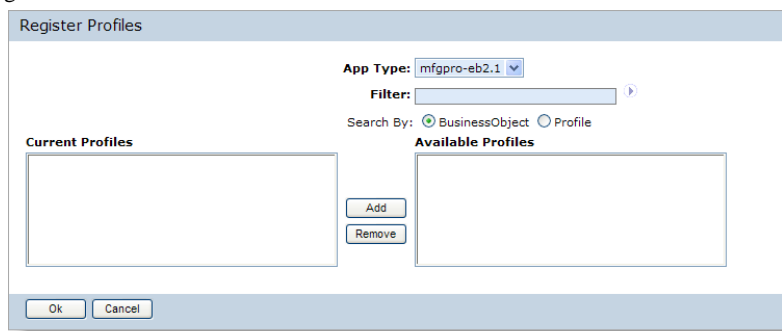 Register Profiles
App Type: mfgpro-eb2.1
Filter:
Search By: BusinessObject Profile
Current Profiles Available Profiles
Add
Remove
Ok Cancel